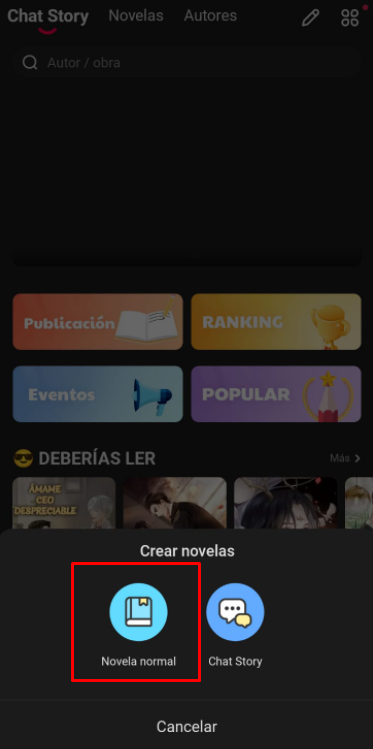 Chat Story Novelas Autores
Autor / obra
Publicación RANKING
Eventos POPULAR
DEBERÍAS LER Más >
ÁMAME
CEO
DESPRECIABLE
Crear novelas
Novela normal Chat Story
Cancelar